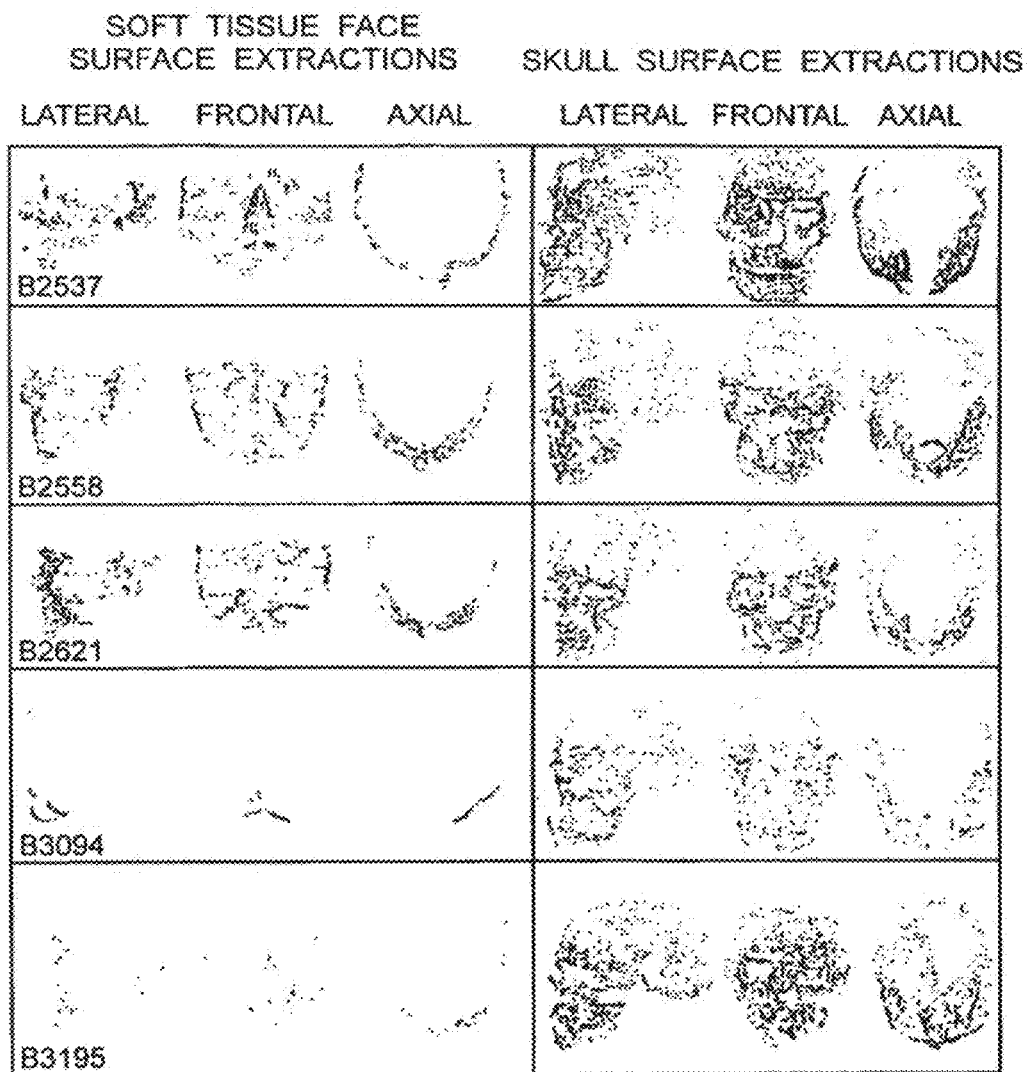 SOFT TISSUE FACE
SURFACE EXTRACTIONS
SKULL SURFACE EXTRACTIONS
LATERAL FRONTAL AXIAL LATERAL FRONTAL AXIAL
B2537
B2558
B2621
B3094
B3195